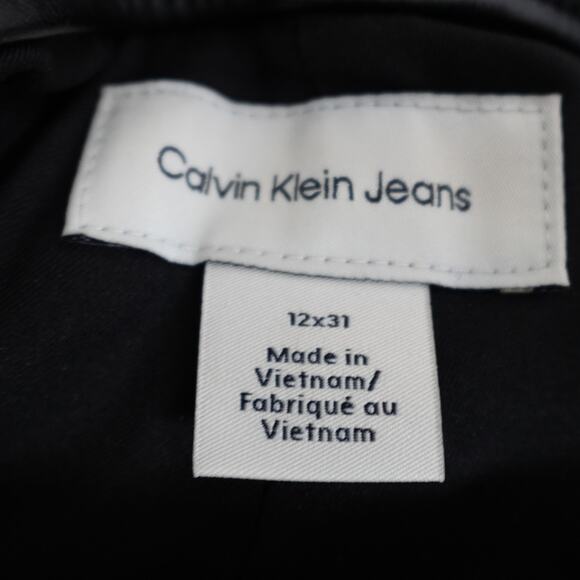 Calvin Klein Jeans
12x31
Made in
Vietnam/
Fabriqué au
Vietnam